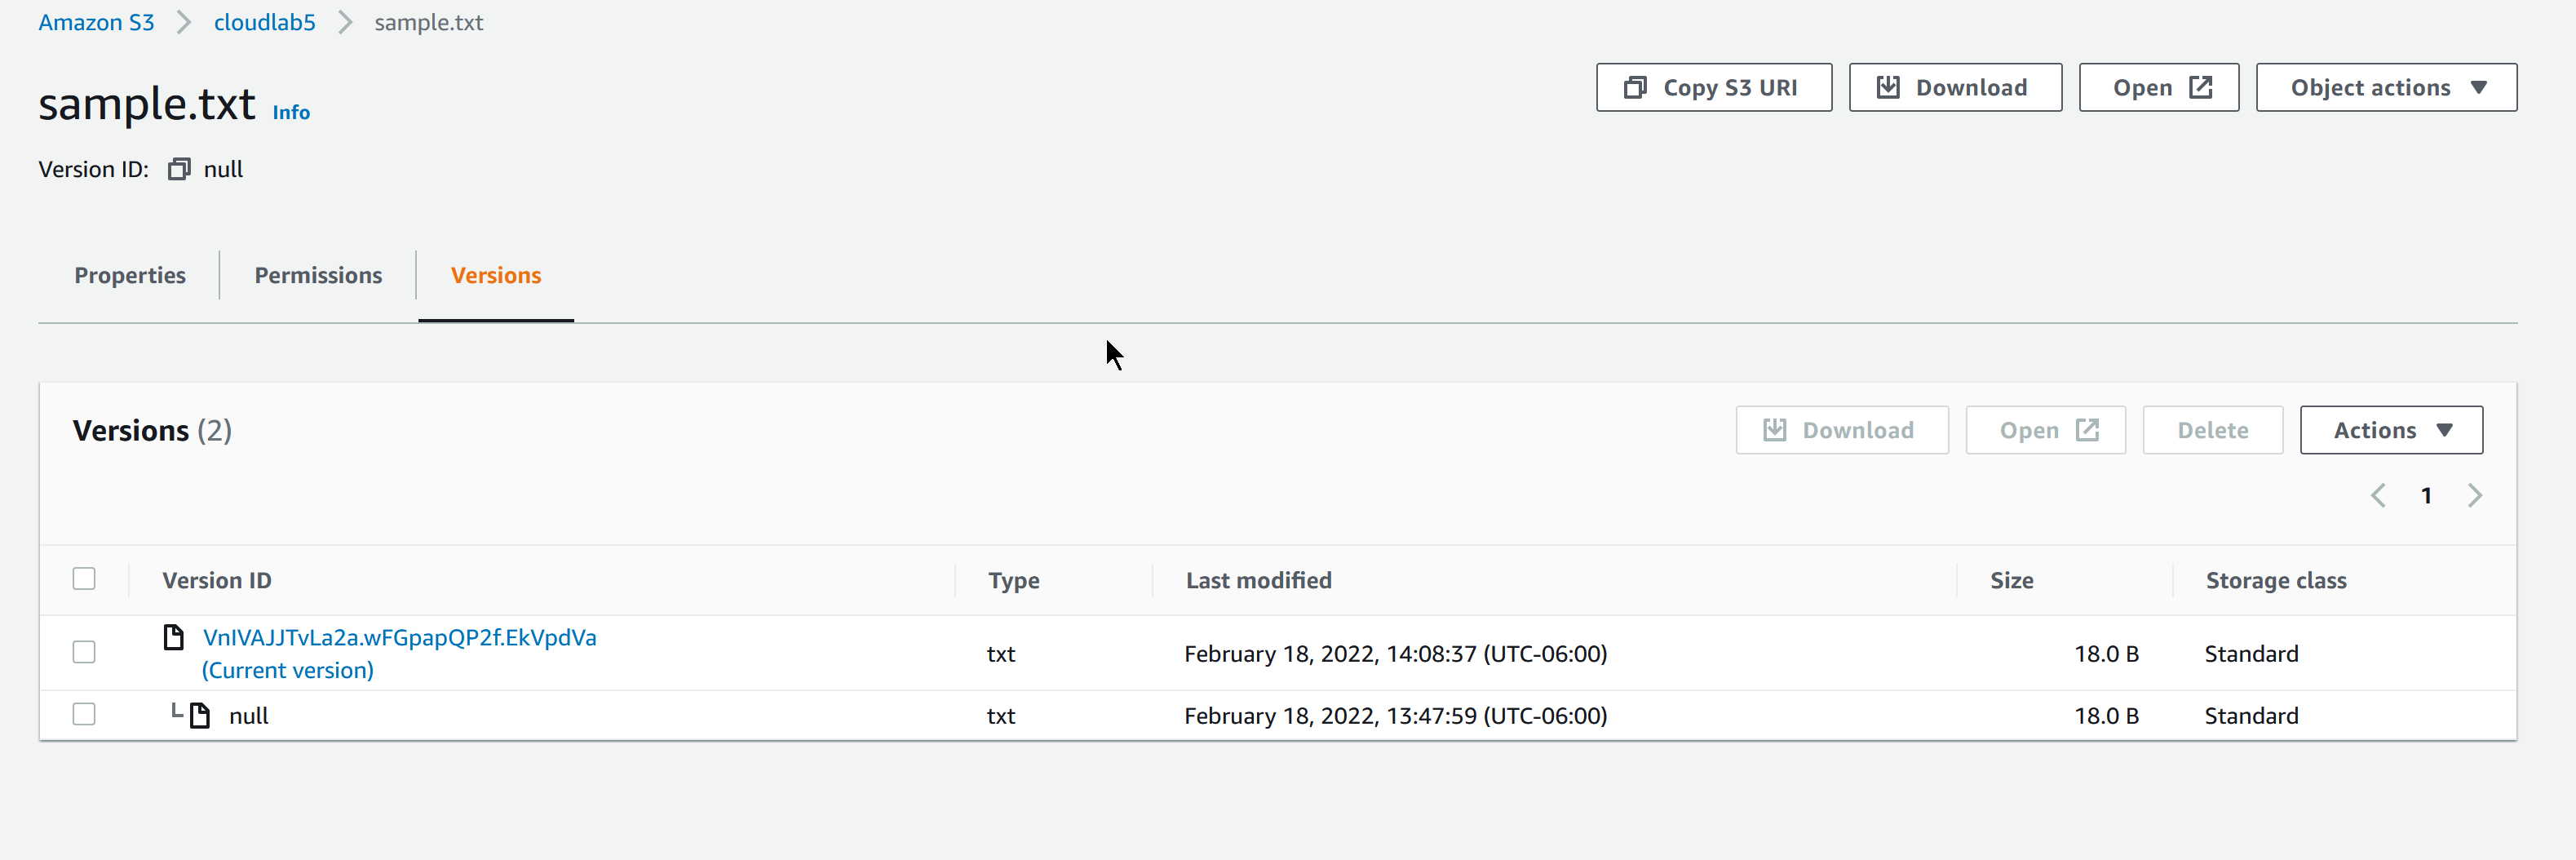 Amazon S3 > cloudlab5 > sample.txt
sample.txt Info
Copy S3 URI Download Open Object actions
Version ID: null
Properties Permissions Versions
Versions (2)
Download Open Delete Actions
1
Version ID Type Last modified Size Storage class
VnIVAJJTvLa2a.wFGpapQP2f.EkVpdVa
(Current version)
txt February 18, 2022, 14:08:37 (UTC-06:00) 18.0 B Standard
null txt February 18, 2022, 13:47:59 (UTC-06:00) 18.0 B Standard